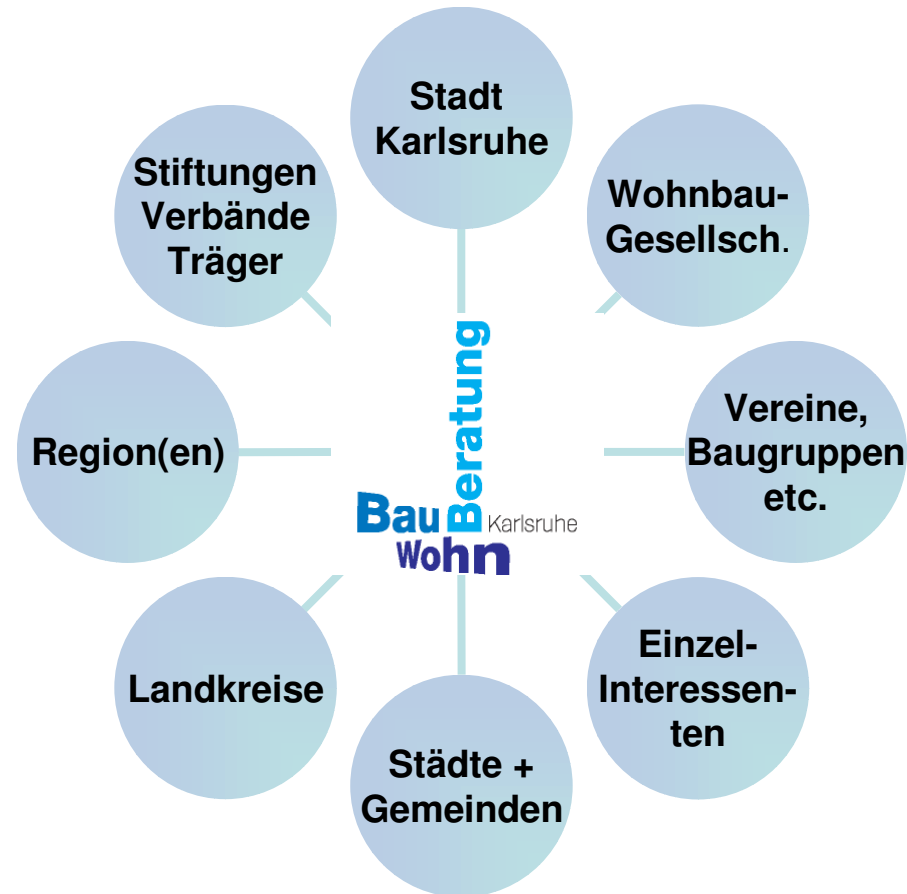 Stadt
Karlsruhe
Wohnbau-
Gesellsch.
Vereine,
Baugruppen
etc.
Einzel-
Interessen-
ten
Städte +
Gemeinden
Landkreise
Region(en)
Stiftungen
Verbände
Träger
Beratung
Bau Karlsruhe
Wohn